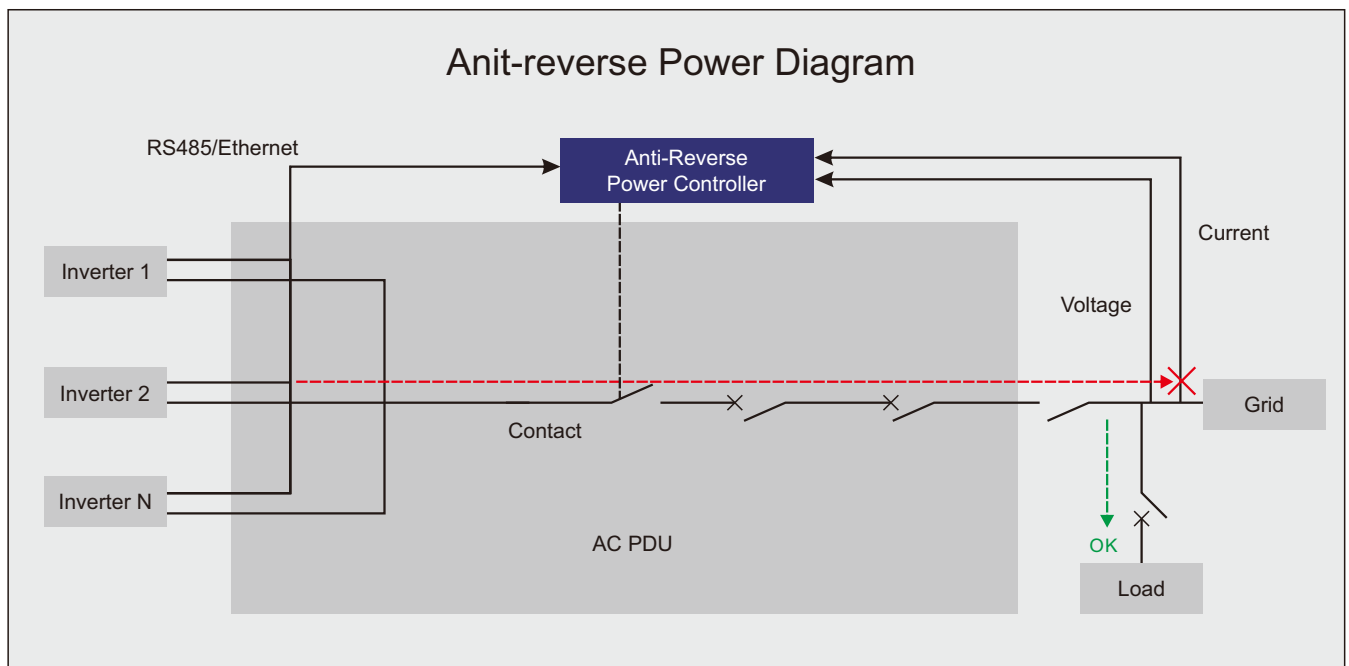 Anit-reverse Power Diagram
RS485/Ethernet
Anti-Reverse
Power Controller
Current
Inverter 1
Voltage
Inverter 2
Grid
Contact
Inverter N
AC PDU
OK
Load